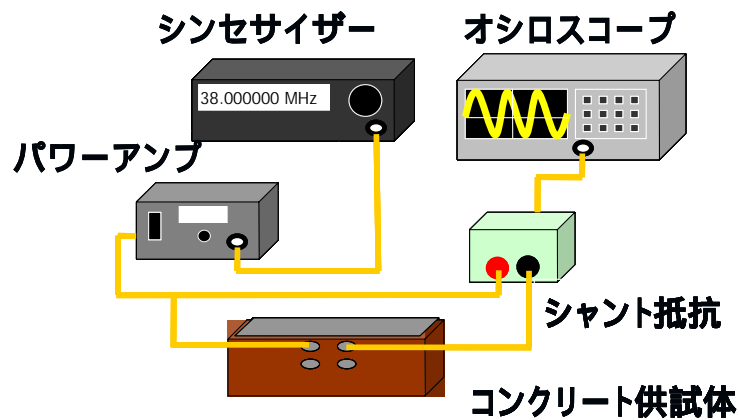 シンセサイザー
オシロスコープ
38.000000 MHz
パワーアンプ
シャント抵抗
コンクリート供試体